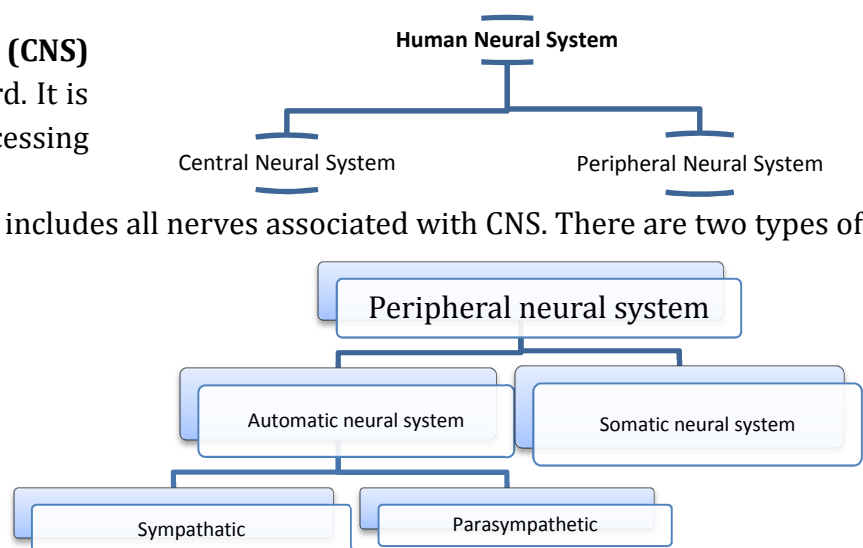 Human Neural System
(CNS)
rd. It is
cessing
Central Neural System
Peripheral Neural System
includes all nerves associated with CNS. There are two types of
Peripheral neural system
Automatic neural system
Somatic neural system
Sympathatic
Parasympathetic